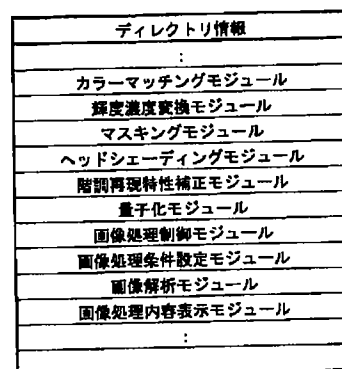 ディレクトリ情報
:
カラーマッチングモジュール
輝度濃度変換モジュール
マスキングモジュール
ヘッドシェーディングモジュール
階調再現特性補正モジュール
量子化モジュール
画像処理制御モジュール
画像処理条件設定モジュール
画像解析モジュール
画像処理内容表示モジュール
: